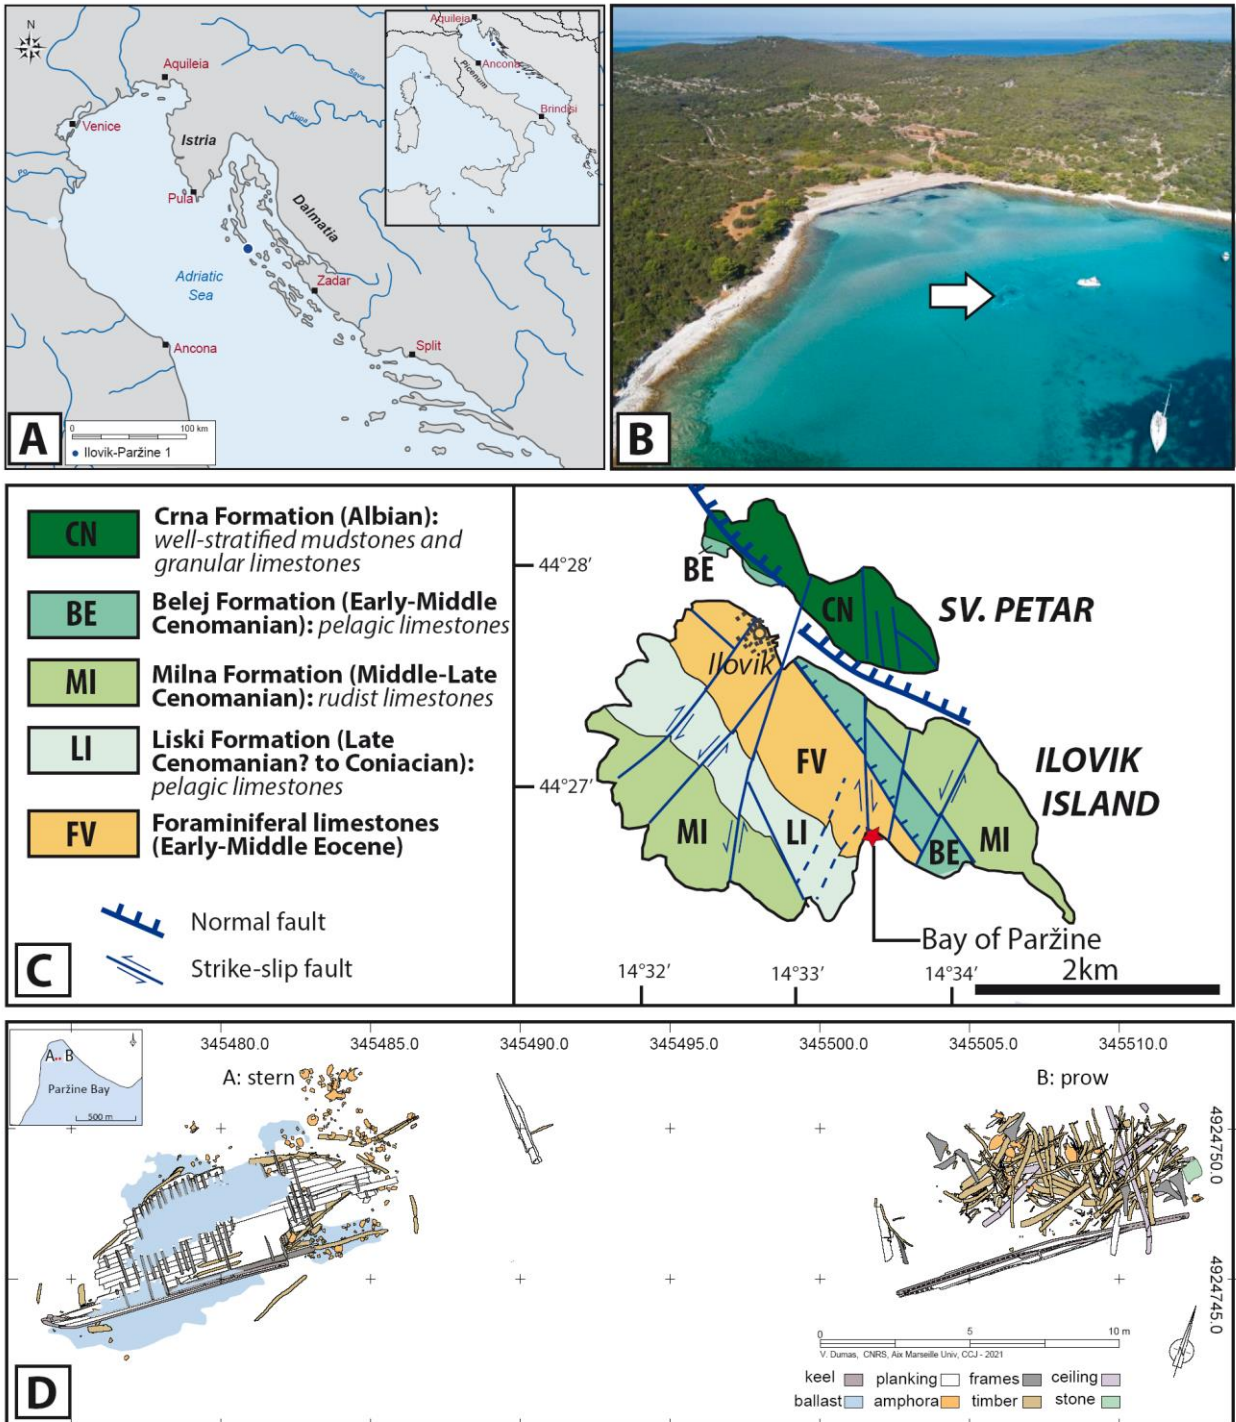 N
Aquileia
Venice
Istria
Pula
Sava
Kupa
Po
Dalmatia
Adriatic
Sea
Zadar
Ancona
Split
Aquileia
Ancona
Picenum
Brindisi
A
0 100 km
Ilovik-Paržine 1
B
CN
Crna Formation (Albian):
well-stratified mudstones and
granular limestones
BE
Belej Formation (Early-Middle
Cenomanian): pelagic limestones
MI
Milna Formation (Middle-Late
Cenomanian): rudist limestones
LI
Liski Formation (Late
Cenomanian? to Coniacian):
pelagic limestones
FV
Foraminiferal limestones
(Early-Middle Eocene)
Normal fault
Strike-slip fault
C
44°28′
44°27′
BE
CN
SV. PETAR
Ilovik
FV
ILOVIK
ISLAND
MI
LI
BE
MI
Bay of Paržine
14°32′ 14°33′ 14°34′
2km
A B
Paržine Bay
500 m
345480.0 345485.0 345490.0 345495.0 345500.0 345505.0 345510.0
A: stern
B: prow
4924750.0
4924745.0
0 5 10 m
V. Dumas, CNRS, Aix Marseille Univ, CCJ - 2021
keel planking frames ceiling
ballast amphora timber stone
D